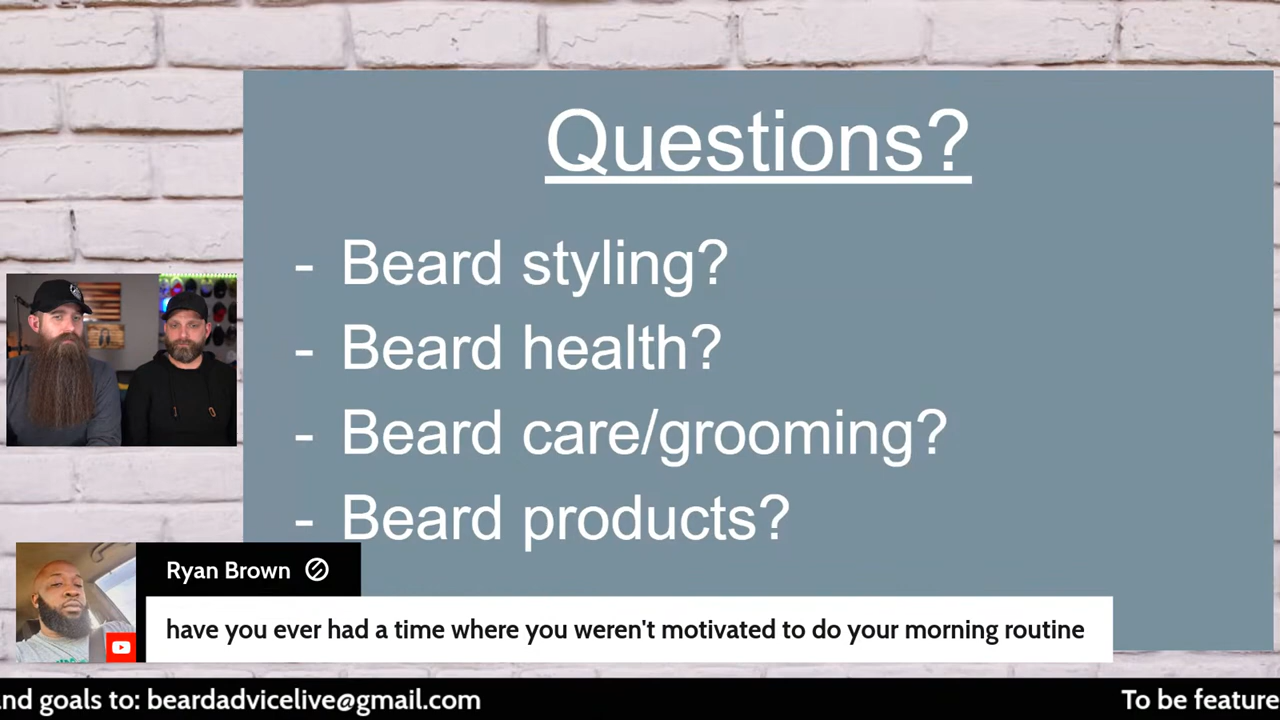 Questions?
- Beard styling?
- Beard health?
- Beard care/grooming?
- Beard products?
Ryan Brown
have you ever had a time where you weren't motivated to do your morning routine
nd goals to: beardadvicelive@gmail.com
To be feature